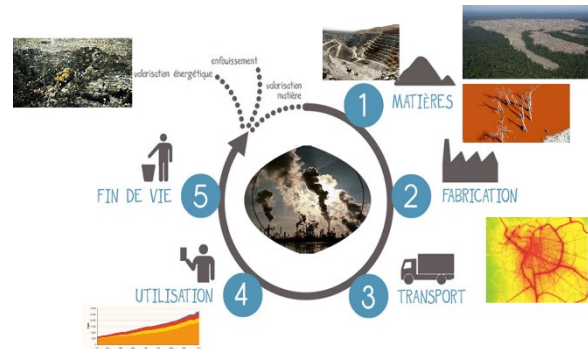 enfouissement
valorisation énergétique
valorisation
matière
1
MATIÈRES
2
FABRICATION
3
TRANSPORT
4
UTILISATION
5
FIN DE VIE